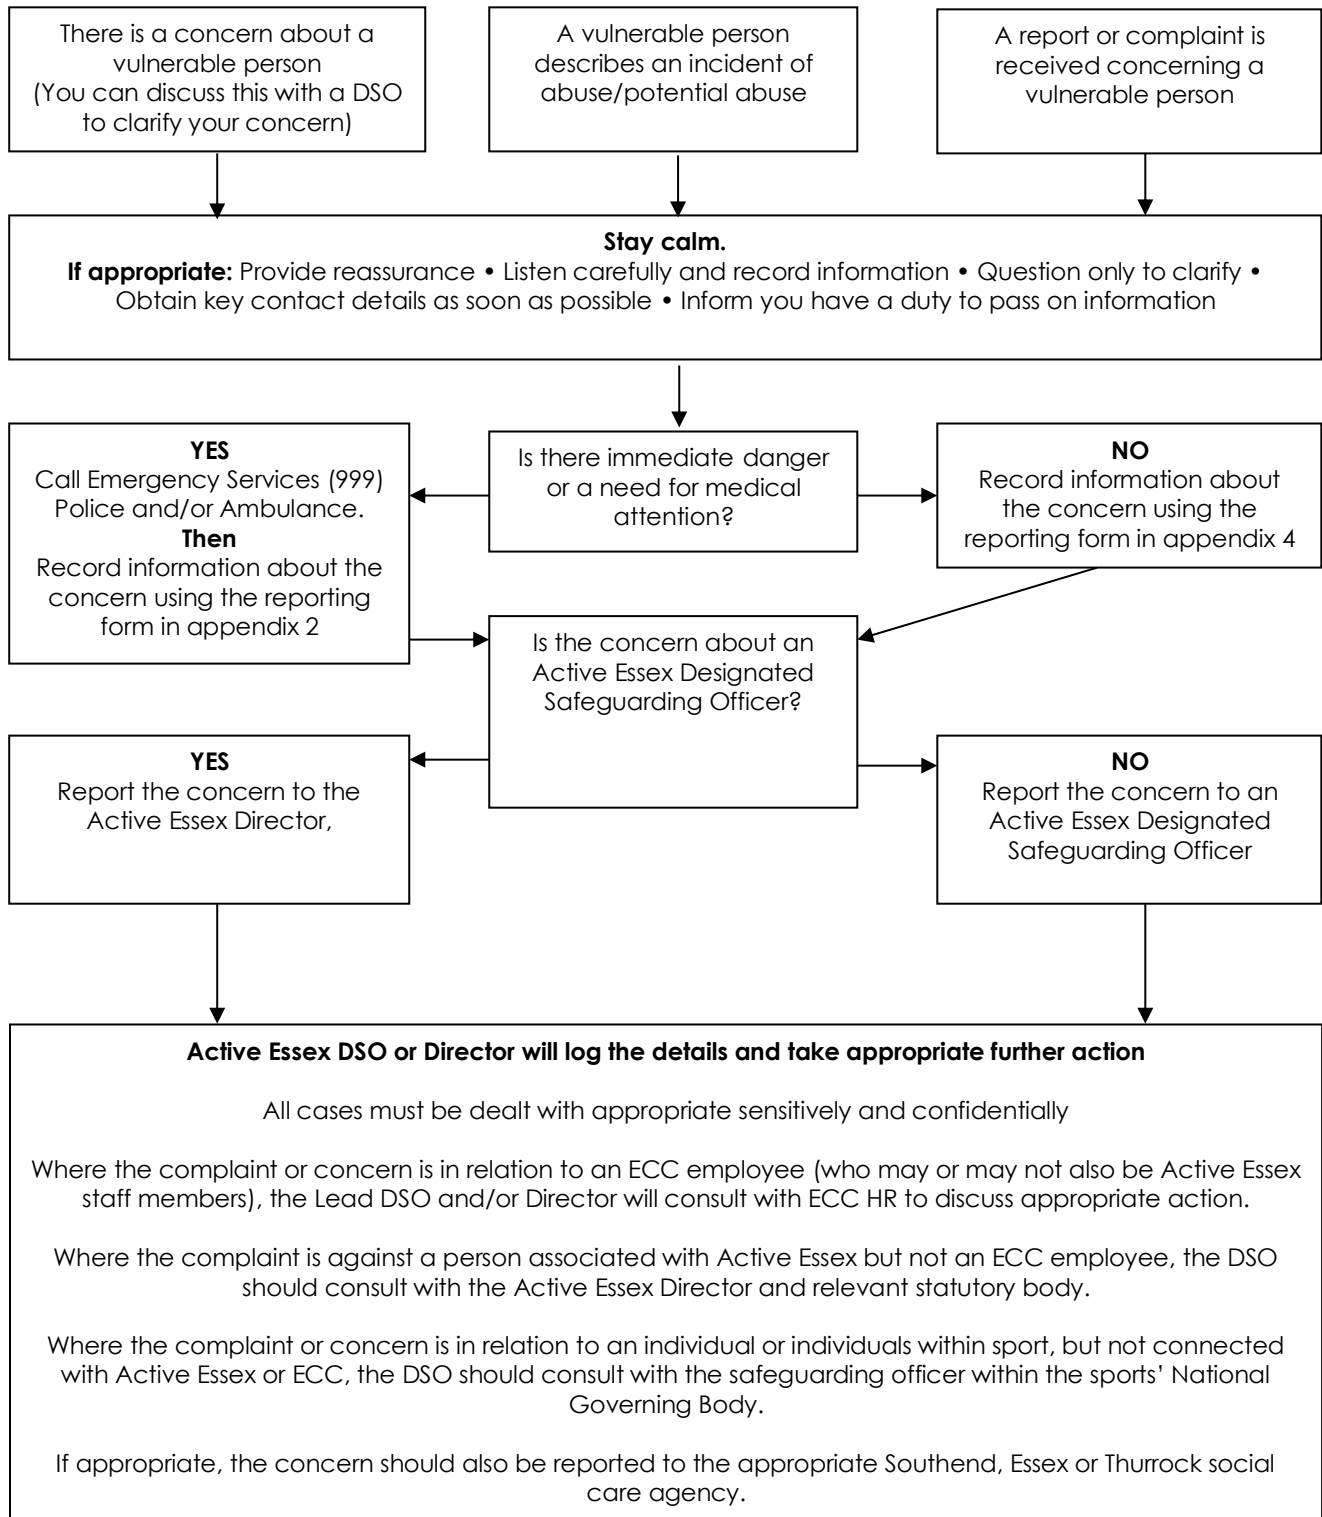 There is a concern about a
vulnerable person
(You can discuss this with a DSO
to clarify your concern)
A vulnerable person
describes an incident of
abuse/potential abuse
A report or complaint is
received concerning a
vulnerable person
Stay calm.
If appropriate: Provide reassurance • Listen carefully and record information • Question only to clarify •
Obtain key contact details as soon as possible • Inform you have a duty to pass on information
YES
Call Emergency Services (999)
Police and/or Ambulance.
Then
Record information about the
concern using the reporting
form in appendix 2
Is there immediate danger
or a need for medical
attention?
NO
Record information about
the concern using the
reporting form in appendix 4
Is the concern about an
Active Essex Designated
Safeguarding Officer?
YES
Report the concern to the
Active Essex Director,
NO
Report the concern to an
Active Essex Designated
Safeguarding Officer
Active Essex DSO or Director will log the details and take appropriate further action
All cases must be dealt with appropriate sensitively and confidentially
Where the complaint or concern is in relation to an ECC employee (who may or may not also be Active Essex
staff members), the Lead DSO and/or Director will consult with ECC HR to discuss appropriate action.
Where the complaint is against a person associated with Active Essex but not an ECC employee, the DSO
should consult with the Active Essex Director and relevant statutory body.
Where the complaint or concern is in relation to an individual or individuals within sport, but not connected
with Active Essex or ECC, the DSO should consult with the safeguarding officer within the sports’ National
Governing Body.
If appropriate, the concern should also be reported to the appropriate Southend, Essex or Thurrock social
care agency.